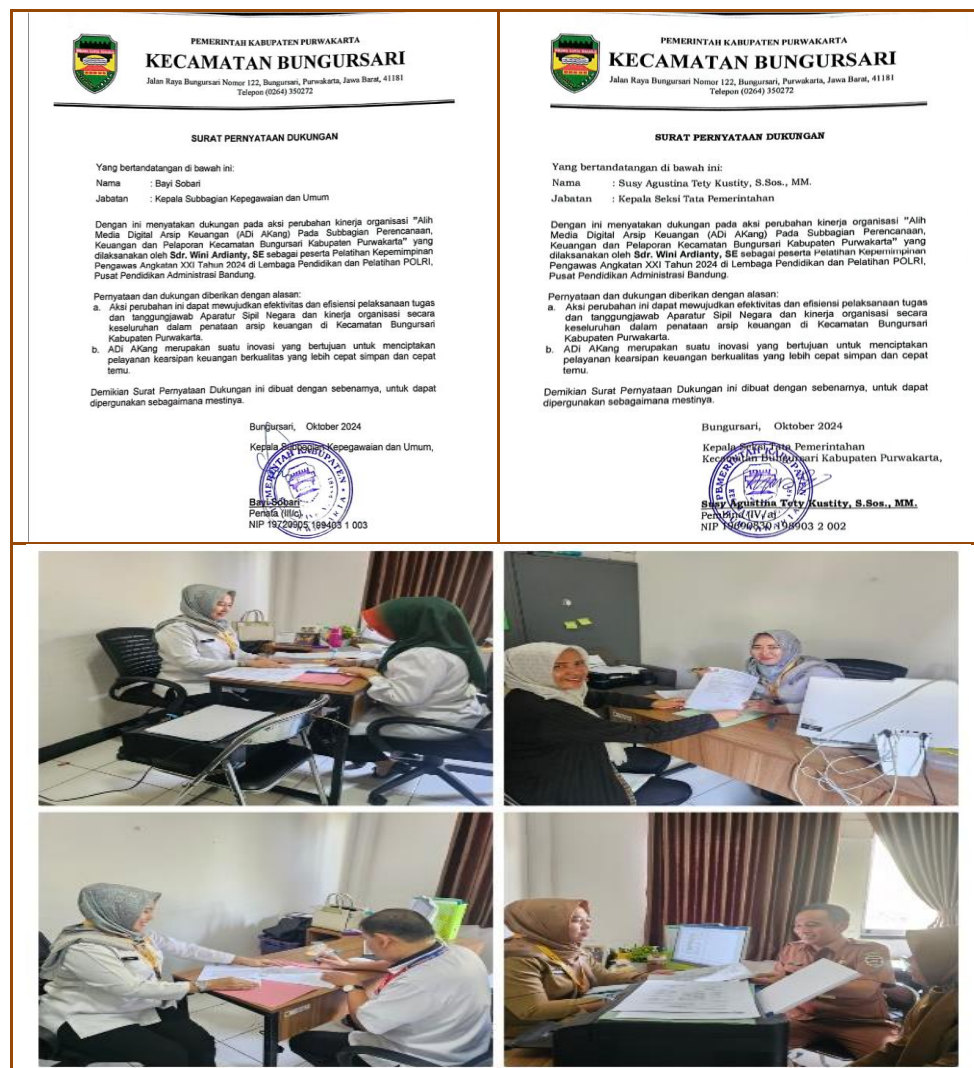 PEMERINTAH KABUPATEN PURWAKARTA
KECAMATAN BUNGURSARI
Jalan Raya Bungursari Nomor 122, Bungursari, Purwakarta, Jawa Barat, 41181
Telepon (0264) 350272
SURAT PERNYATAAN DUKUNGAN
Yang bertandatangan di bawah ini:
Nama : Bayi Sobari
Jabatan : Kepala Subbagian Kepegawaian dan Umum
Dengan ini menyatakan dukungan pada aksi perubahan kinerja organisasi "Alih
Media Digital Arsip Keuangan (ADi AKang) Pada Subbagian Perencanaan,
Keuangan dan Pelaporan Kecamatan Bungursari Kabupaten Purwakarta" yang
dilaksanakan oleh Sdr. Wini Ardianty, SE sebagai peserta Pelatihan Kepemimpinan
Pengawas Angkatan XXI Tahun 2024 di Lembaga Pendidikan dan Pelatihan POLRI,
Pusat Pendidikan Administrasi Bandung.
Pernyataan dan dukungan diberikan dengan alasan:
a. Aksi perubahan ini dapat mewujudkan efektivitas dan efisiensi pelaksanaan tugas
dan tanggungjawab Aparatur Sipil Negara dan kinerja organisasi secara
keseluruhan dalam penataan arsip keuangan di Kecamatan Bungursari
Kabupaten Purwakarta.
b. ADi AKang merupakan suatu inovasi yang bertujuan untuk menciptakan
pelayanan kearsipan keuangan berkualitas yang lebih cepat simpan dan cepat
temu.
Demikian Surat Pernyataan Dukungan ini dibuat dengan sebenarnya, untuk dapat
dipergunakan sebagaimana mestinya.
Bungursari, Oktober 2024
Kepala Subbagian Kepegawaian dan Umum,
PEMERINTAH KABUPATEN
Bayi Sobari
Penata (III/c)
NIP 19720905 199403 1 003
PEMERINTAH KABUPATEN PURWAKARTA
KECAMATAN BUNGURSARI
Jalan Raya Bungursari Nomor 122, Bungursari, Purwakarta, Jawa Barat, 41181
Telepon (0264) 350272
SURAT PERNYATAAN DUKUNGAN
Yang bertandatangan di bawah ini:
Nama : Susy Agustina Tety Kustity, S.Sos., MM.
Jabatan : Kepala Seksi Tata Pemerintahan
Dengan ini menyatakan dukungan pada aksi perubahan kinerja organisasi "Alih
Media Digital Arsip Keuangan (ADi AKang) Pada Subbagian Perencanaan,
Keuangan dan Pelaporan Kecamatan Bungursari Kabupaten Purwakarta" yang
dilaksanakan oleh Sdr. Wini Ardianty, SE sebagai peserta Pelatihan Kepemimpinan
Pengawas Angkatan XXI Tahun 2024 di Lembaga Pendidikan dan Pelatihan POLRI,
Pusat Pendidikan Administrasi Bandung.
Pernyataan dan dukungan diberikan dengan alasan:
a. Aksi perubahan ini dapat mewujudkan efektivitas dan efisiensi pelaksanaan tugas
dan tanggungjawab Aparatur Sipil Negara dan kinerja organisasi secara
keseluruhan dalam penataan arsip keuangan di Kecamatan Bungursari
Kabupaten Purwakarta.
b. ADi AKang merupakan suatu inovasi yang bertujuan untuk menciptakan
pelayanan kearsipan keuangan berkualitas yang lebih cepat simpan dan cepat
temu.
Demikian Surat Pernyataan Dukungan ini dibuat dengan sebenarnya, untuk dapat
dipergunakan sebagaimana mestinya.
Bungursari, Oktober 2024
Kepala Seksi Tata Pemerintahan
Kecamatan Bungursari Kabupaten Purwakarta,
PEMERINTAH KABUPATEN
Susy Agustina Tety Kustity, S.Sos., MM.
Pembina (IV/a)
NIP 2 002